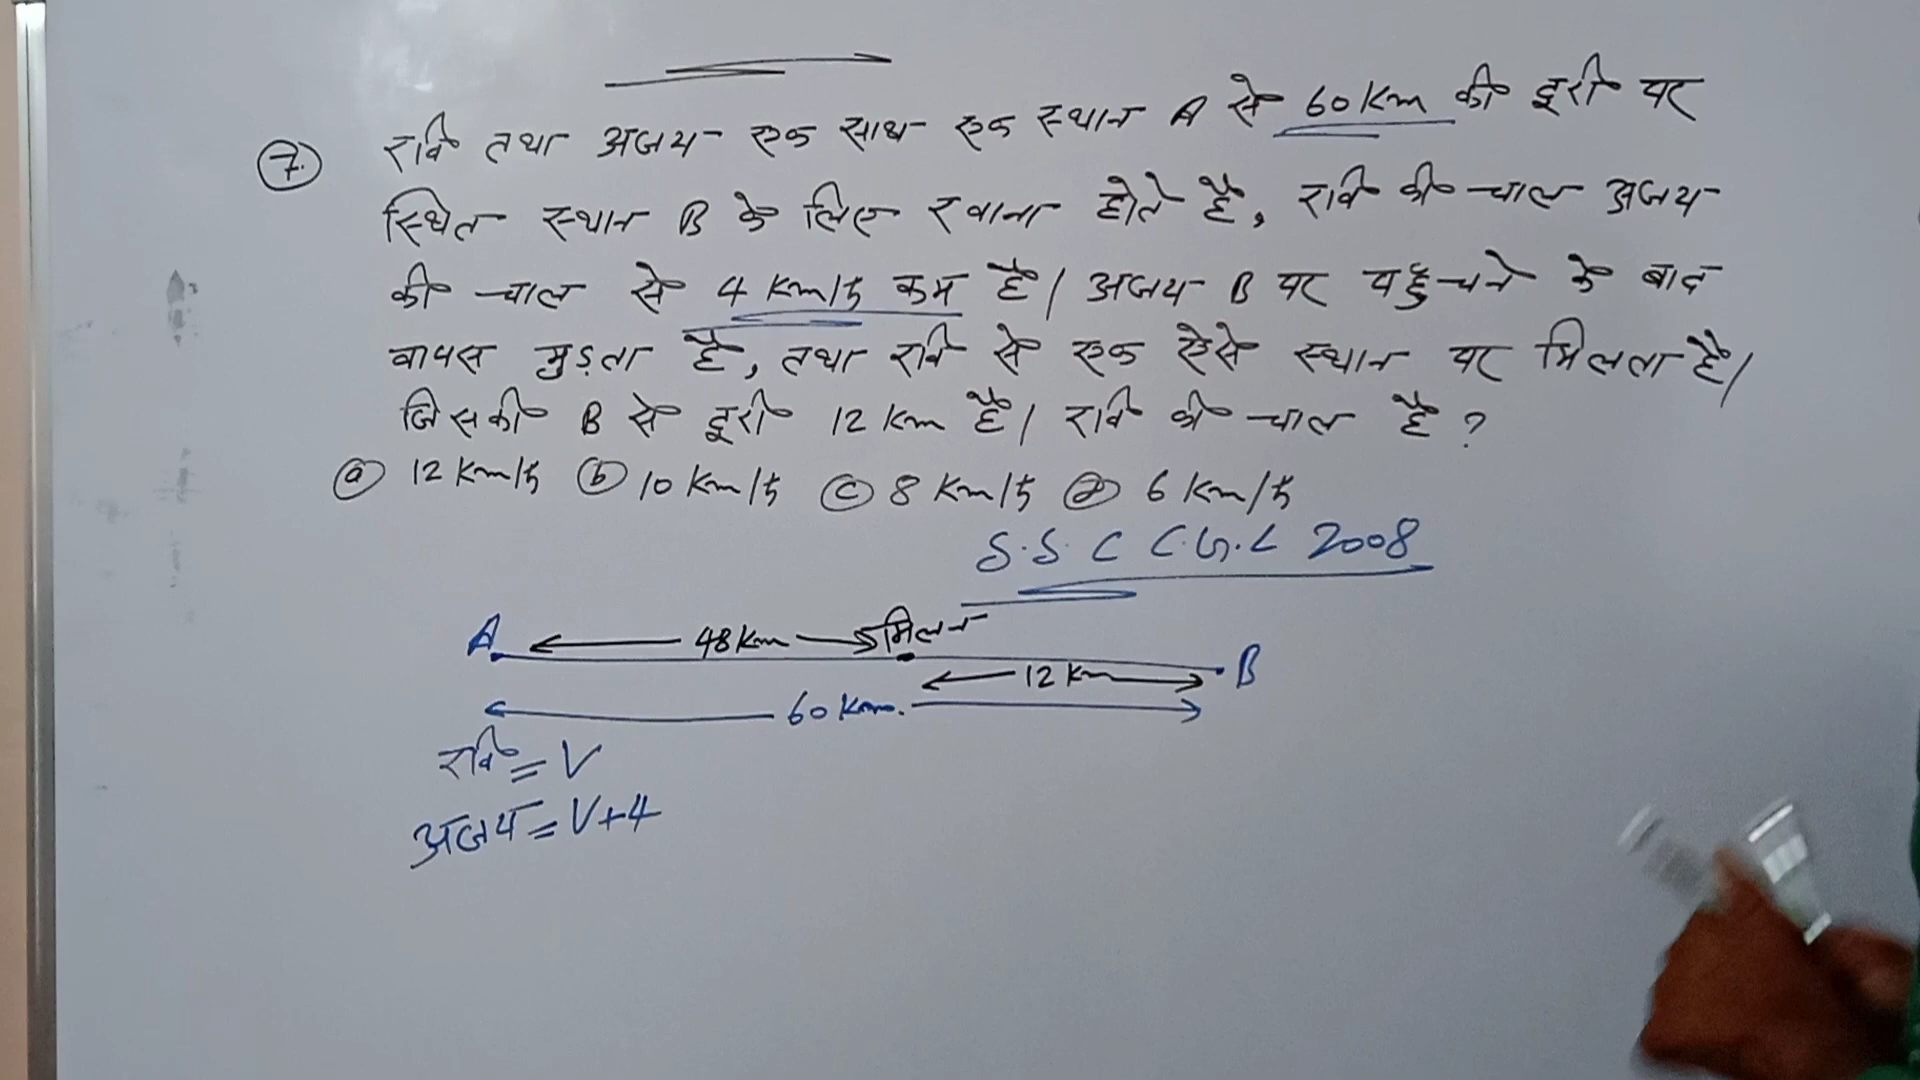 7. रवि तथा अजय एक साथ एक स्थान A से 60 Km की दूरी पर
स्थित स्थान B के लिए रवाना होते है, रवि की चाल अजय
की चाल से 4 Km/h कम है। अजय B पर पहुँचने के बाद
वापस मुड़ता है, तथा रवि से एक ऐसे स्थान पर मिलता है।
जिसकी B से दूरी 12 Km है। रवि की चाल है ?
a 12 Km/h b 10 Km/h c 8 Km/h d 6 Km/h
S.S.C C.G.L 2008
A 48 Km मिलन
12 Km B
60 Km.
रवि = V
अजय = V+4